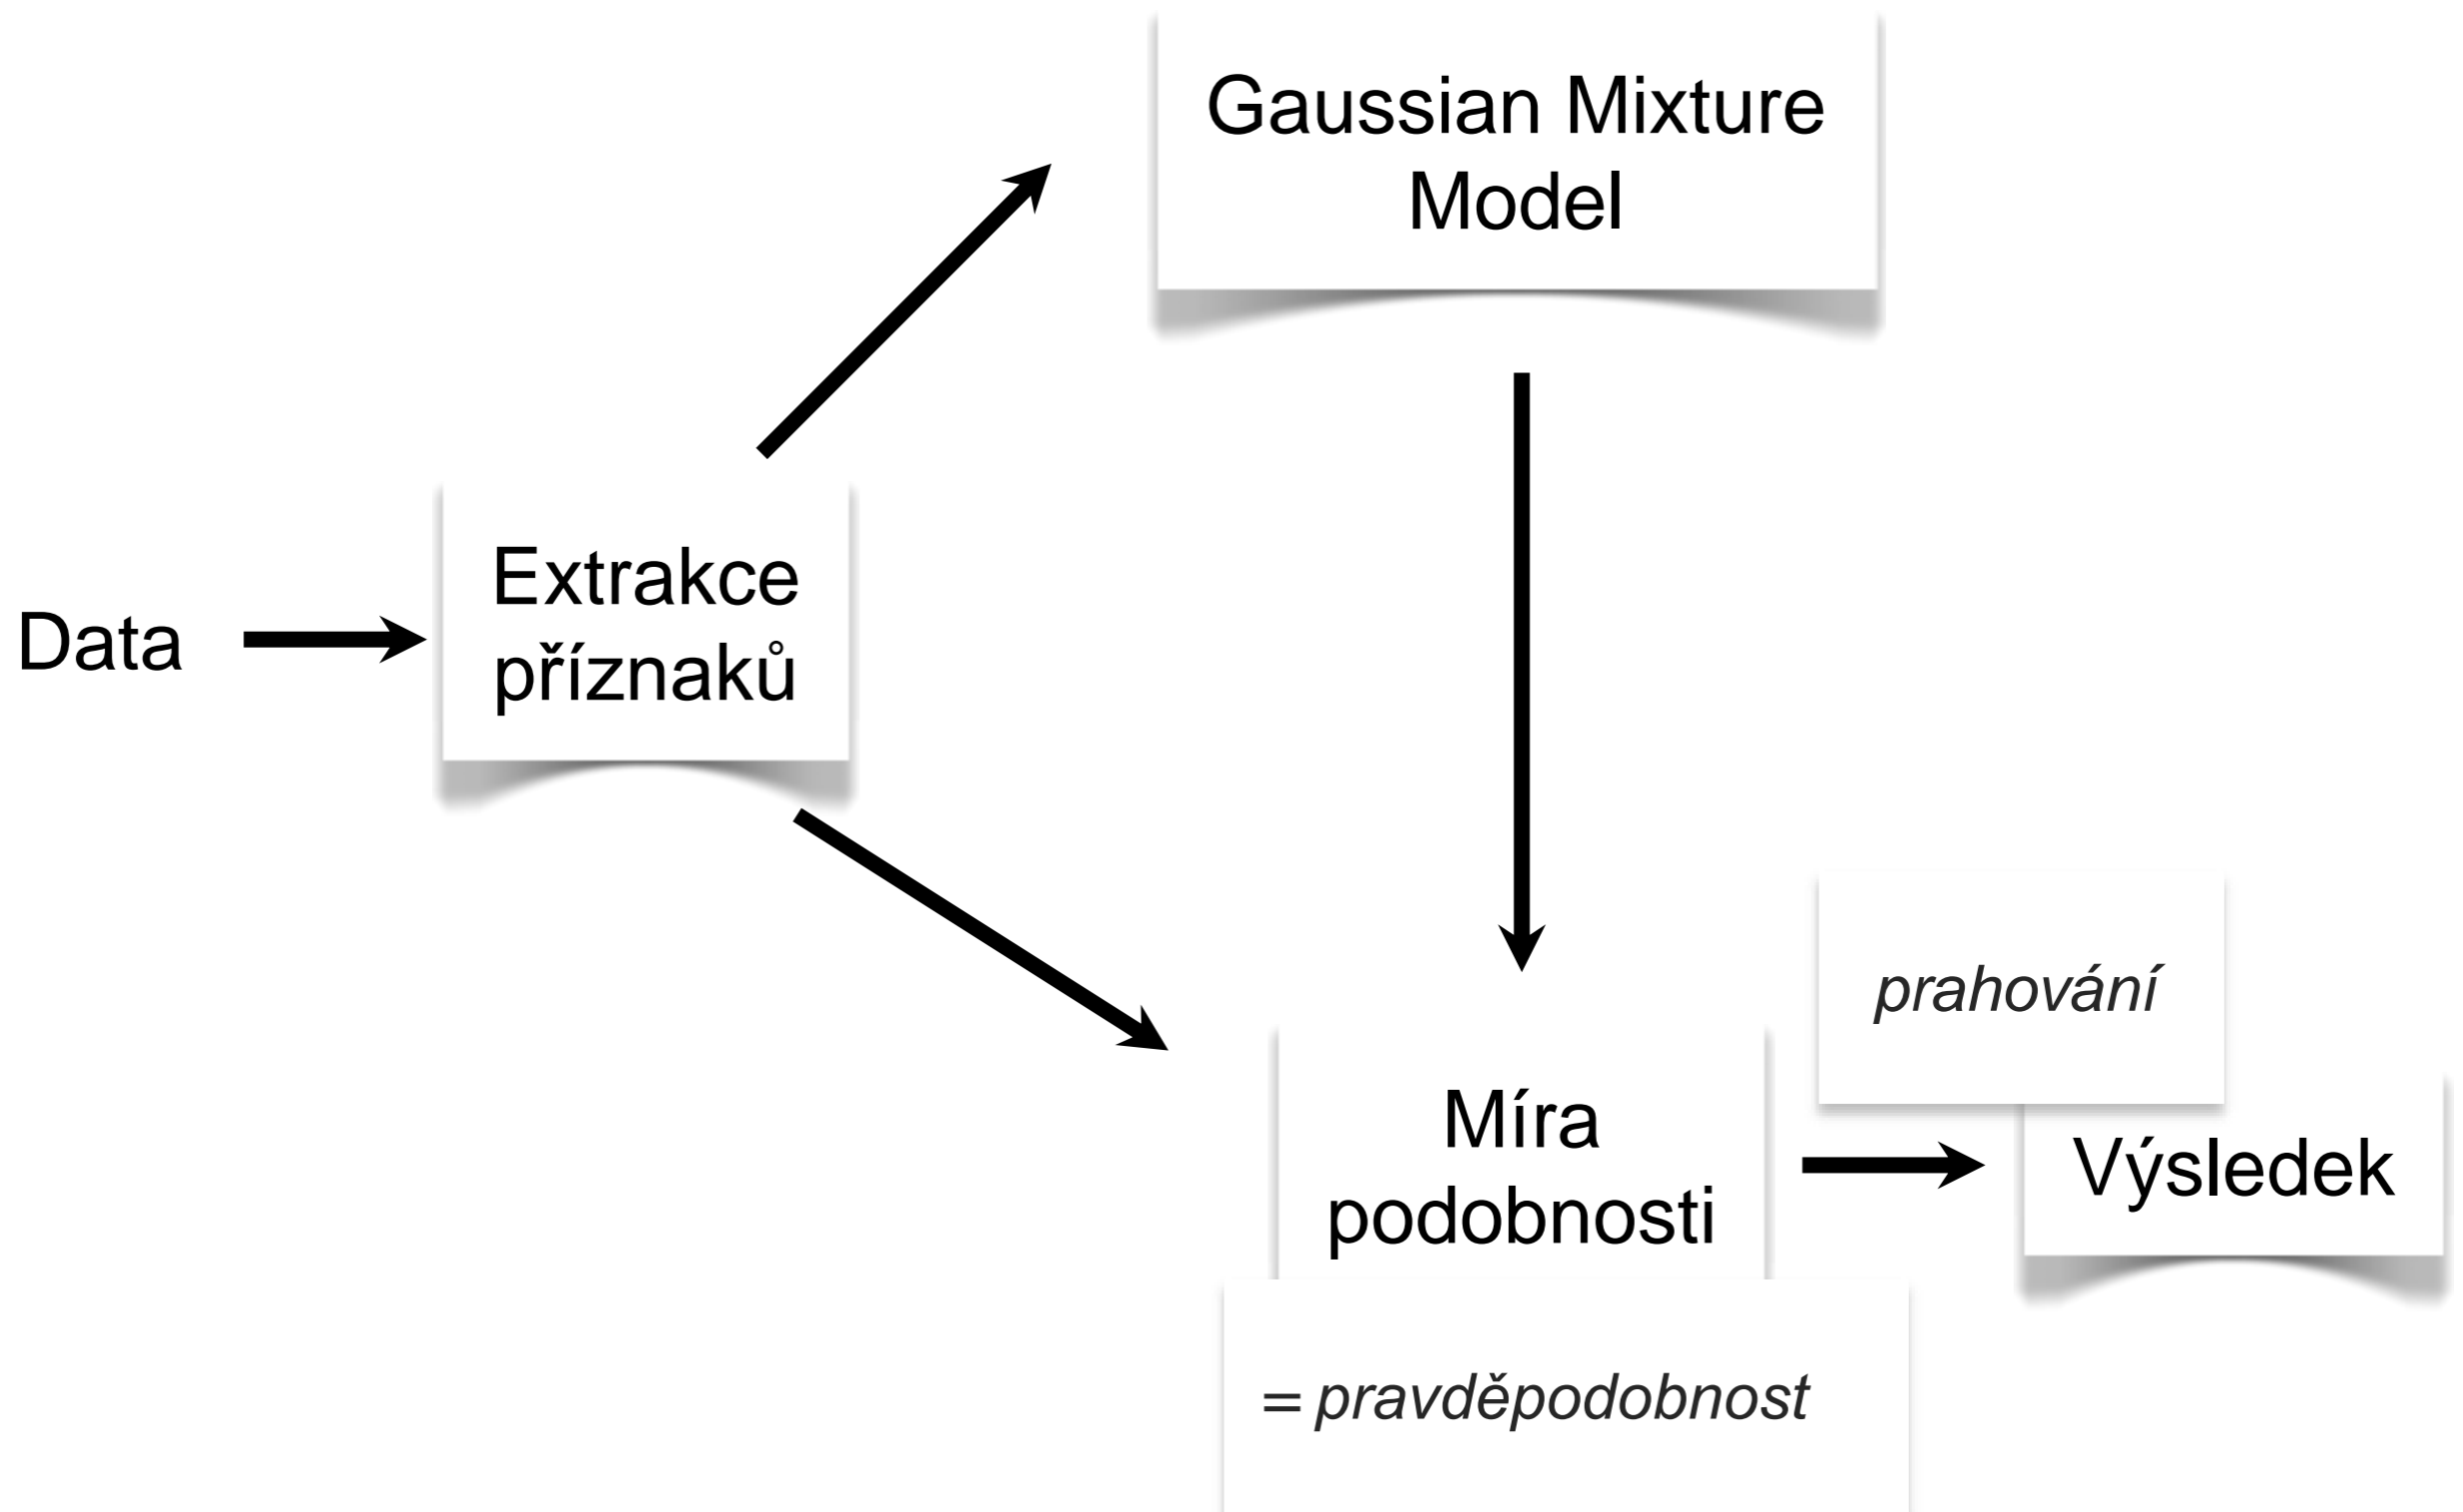 Gaussian Mixture
Model
Extrakce
příznaků
Data
prahování
Míra
podobnosti
Výsledek
= pravděpodobnost